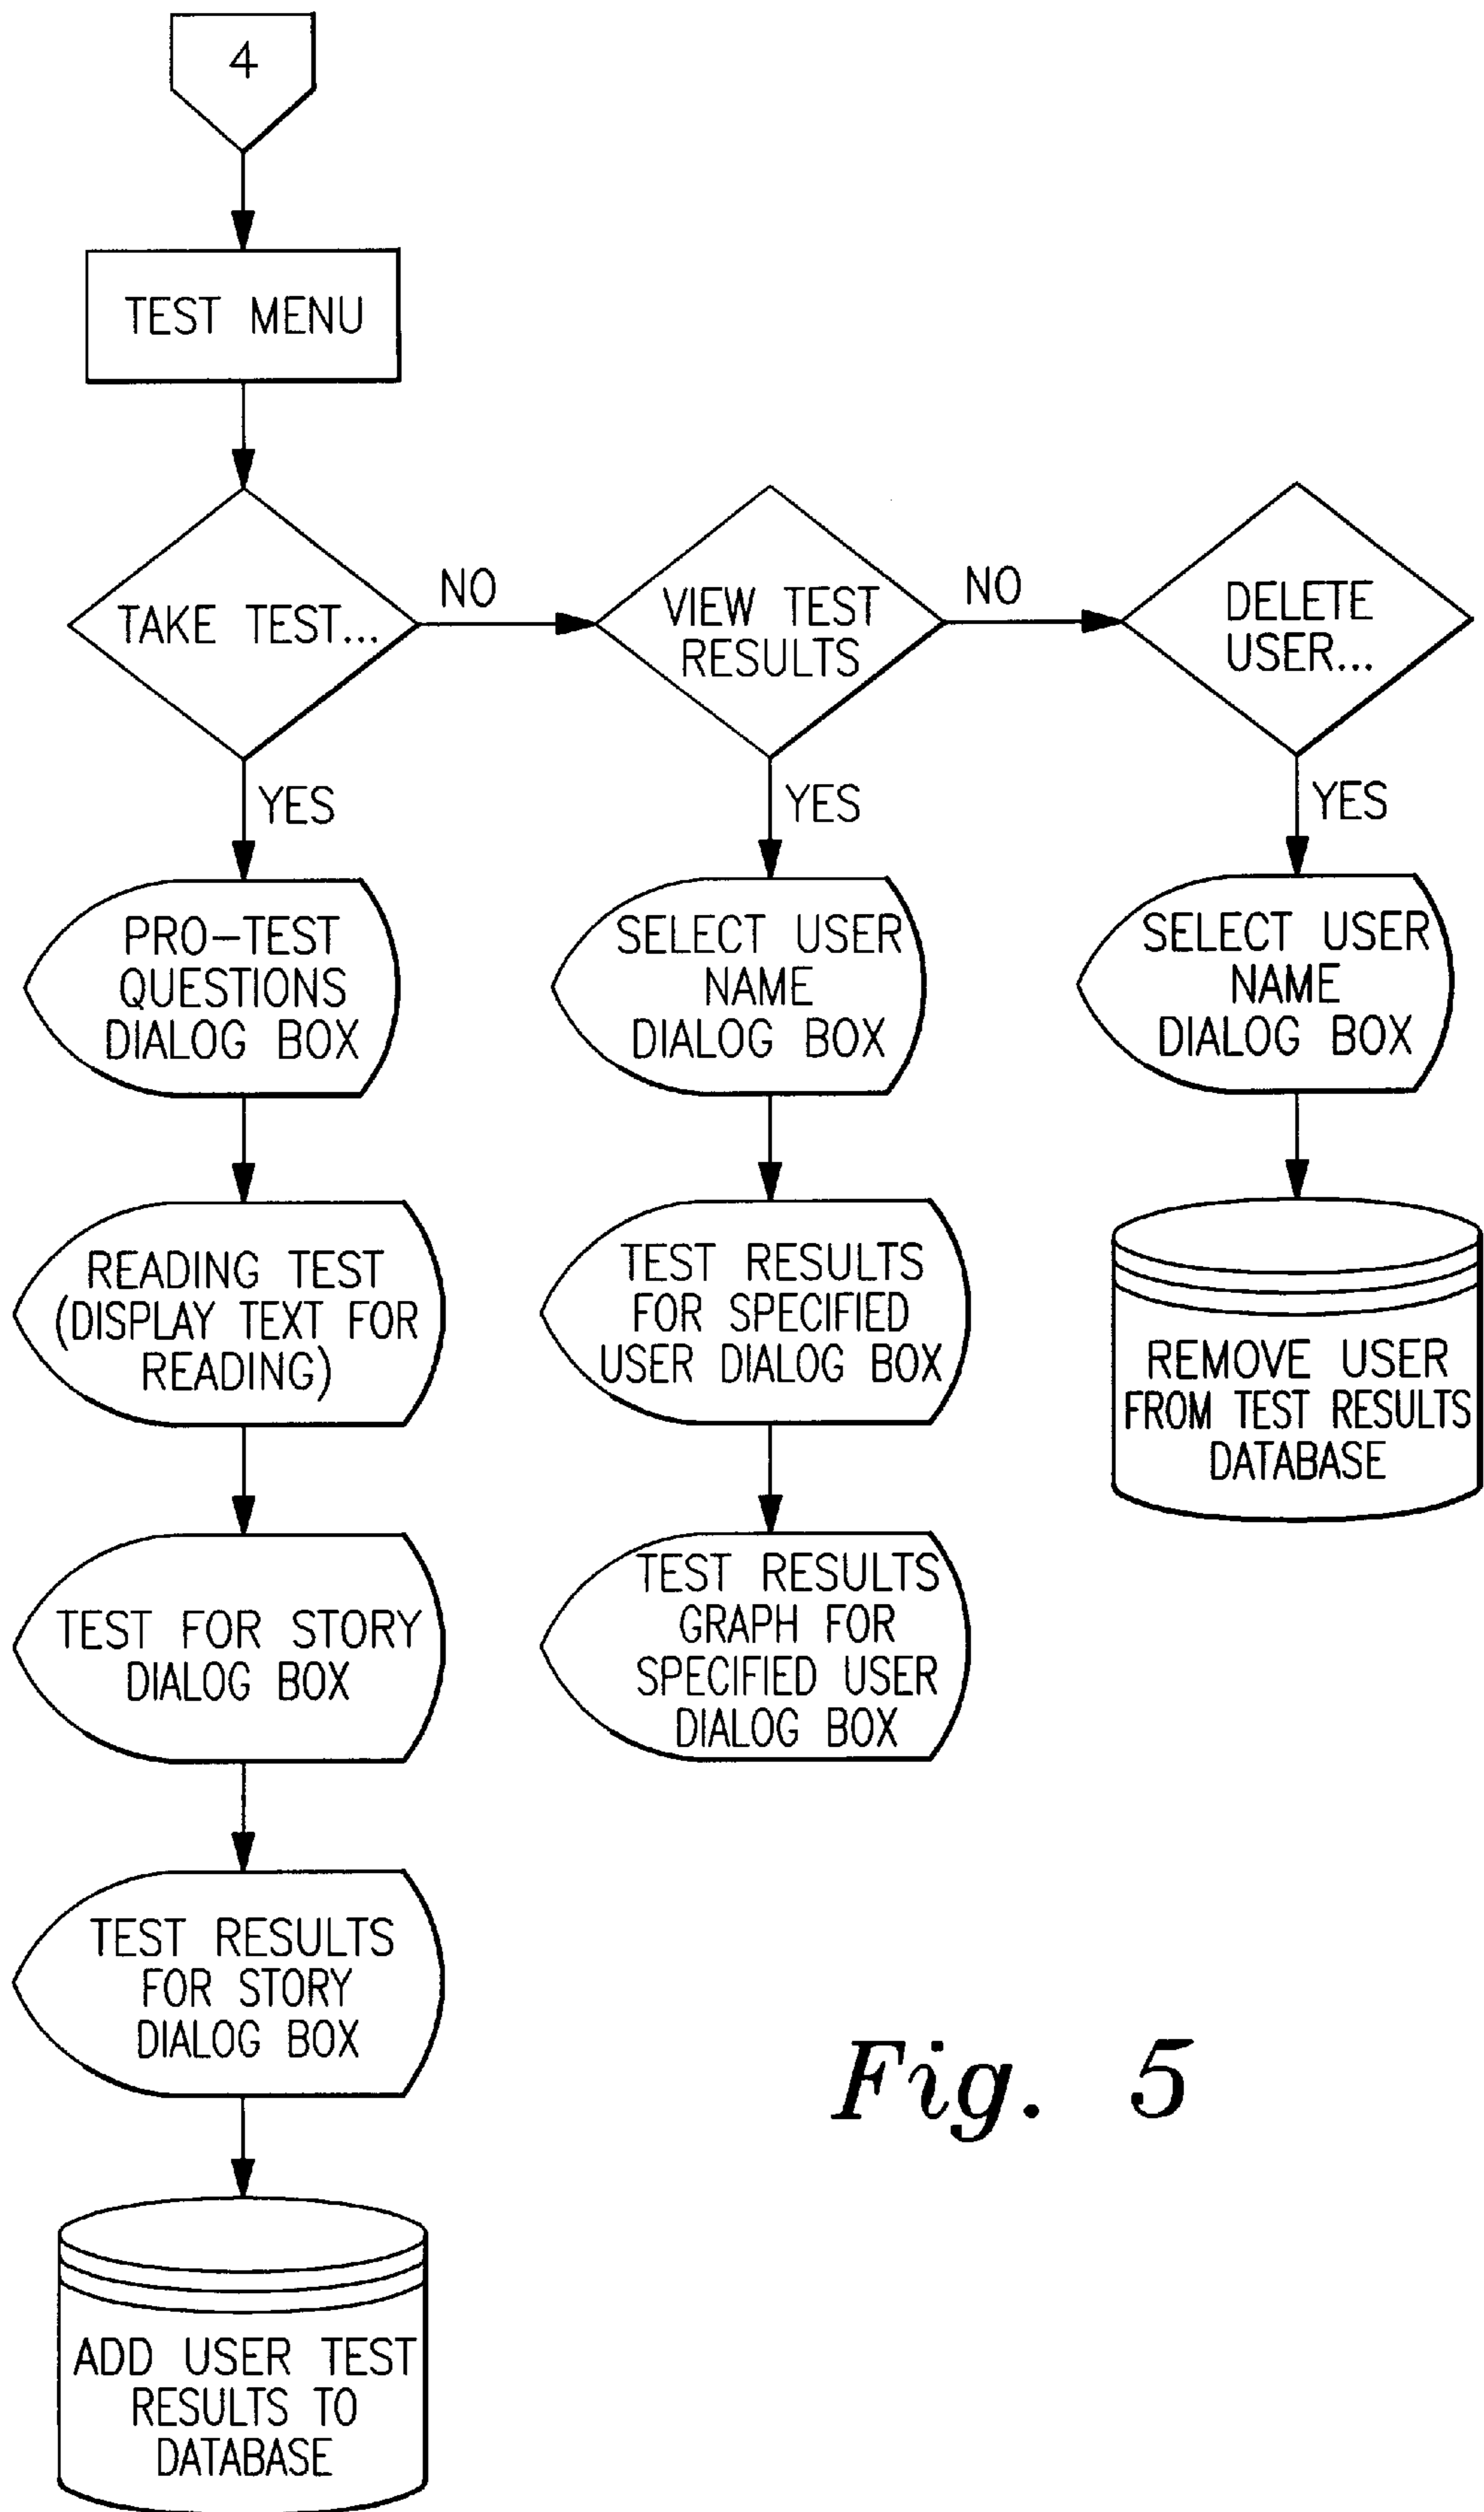 4
TEST MENU
TAKE TEST...
NO
VIEW TEST
RESULTS
NO
DELETE
USER...
YES
YES
YES
PRO-TEST
QUESTIONS
DIALOG BOX
SELECT USER
NAME
DIALOG BOX
SELECT USER
NAME
DIALOG BOX
READING TEST
(DISPLAY TEXT FOR
READING)
TEST RESULTS
FOR SPECIFIED
USER DIALOG BOX
REMOVE USER
FROM TEST RESULTS
DATABASE
TEST FOR STORY
DIALOG BOX
TEST RESULTS
GRAPH FOR
SPECIFIED USER
DIALOG BOX
TEST RESULTS
FOR STORY
DIALOG BOX
Fig. 5
ADD USER TEST
RESULTS TO
DATABASE